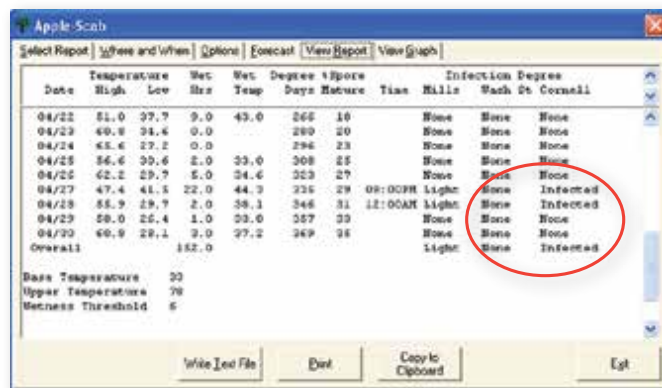 Apple-Scab
Select Report Where and When Options Forecast View Report View Graph
Temperature Wet Wet Degree %Spore Infection Degree
Date High Low Hrs Temp Days Mature Time Mills Wash St Cornell
04/22 51.0 37.7 9.0 43.0 265 18 None None None
04/23 60.8 34.6 0.0 280 20 None None None
04/24 65.6 27.2 0.0 296 23 None None None
04/25 56.6 30.6 2.0 33.0 308 25 None None None
04/26 62.2 29.7 5.0 34.6 323 27 None None None
04/27 47.4 41.5 22.0 44.3 335 29 08:00PM Light None Infected
04/28 55.9 29.7 2.0 38.1 346 31 12:00AM Light None Infected
04/29 58.0 26.4 1.0 33.0 357 33 None None None
04/30 60.8 28.1 3.0 37.2 369 36 None None None
Overall 152.0 Light None Infected
Base Temperature 33
Upper Temperature 78
Wetness Threshold 6
Write Text File Print Copy to Clipboard Exit